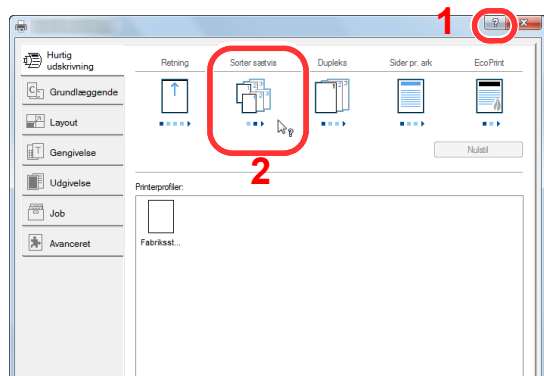 1
?
Hurtig
udskrivning
Grundlæggende
Layout
Gengivelse
Udgivelse
Job
Avanceret
Retning Sorter sætvis Dupleks Sider pr. ark EcoPrint
2
Nulstil
Printerprofiler:
Fabriksst...